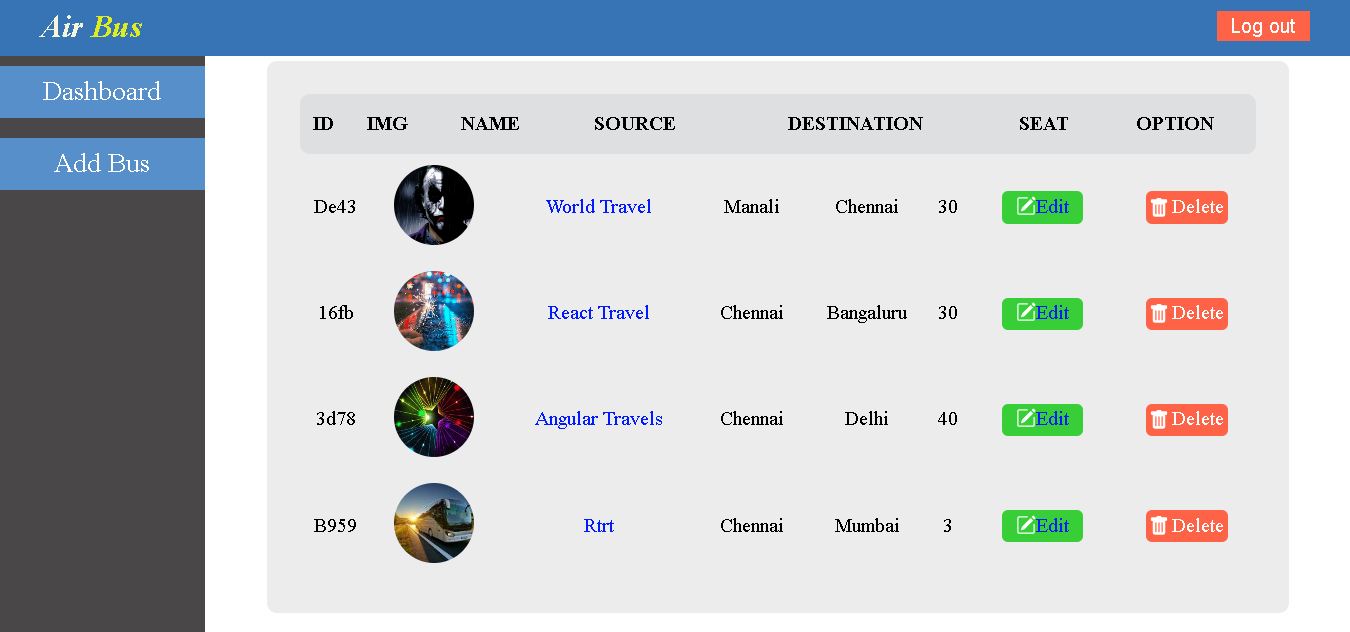 Air Bus Log out
Dashboard
Add Bus
ID IMG NAME SOURCE DESTINATION SEAT OPTION
De43 World Travel Manali Chennai 30 Edit Delete
16fb React Travel Chennai Bangaluru 30 Edit Delete
3d78 Angular Travels Chennai Delhi 40 Edit Delete
B959 Rtrt Chennai Mumbai 3 Edit Delete